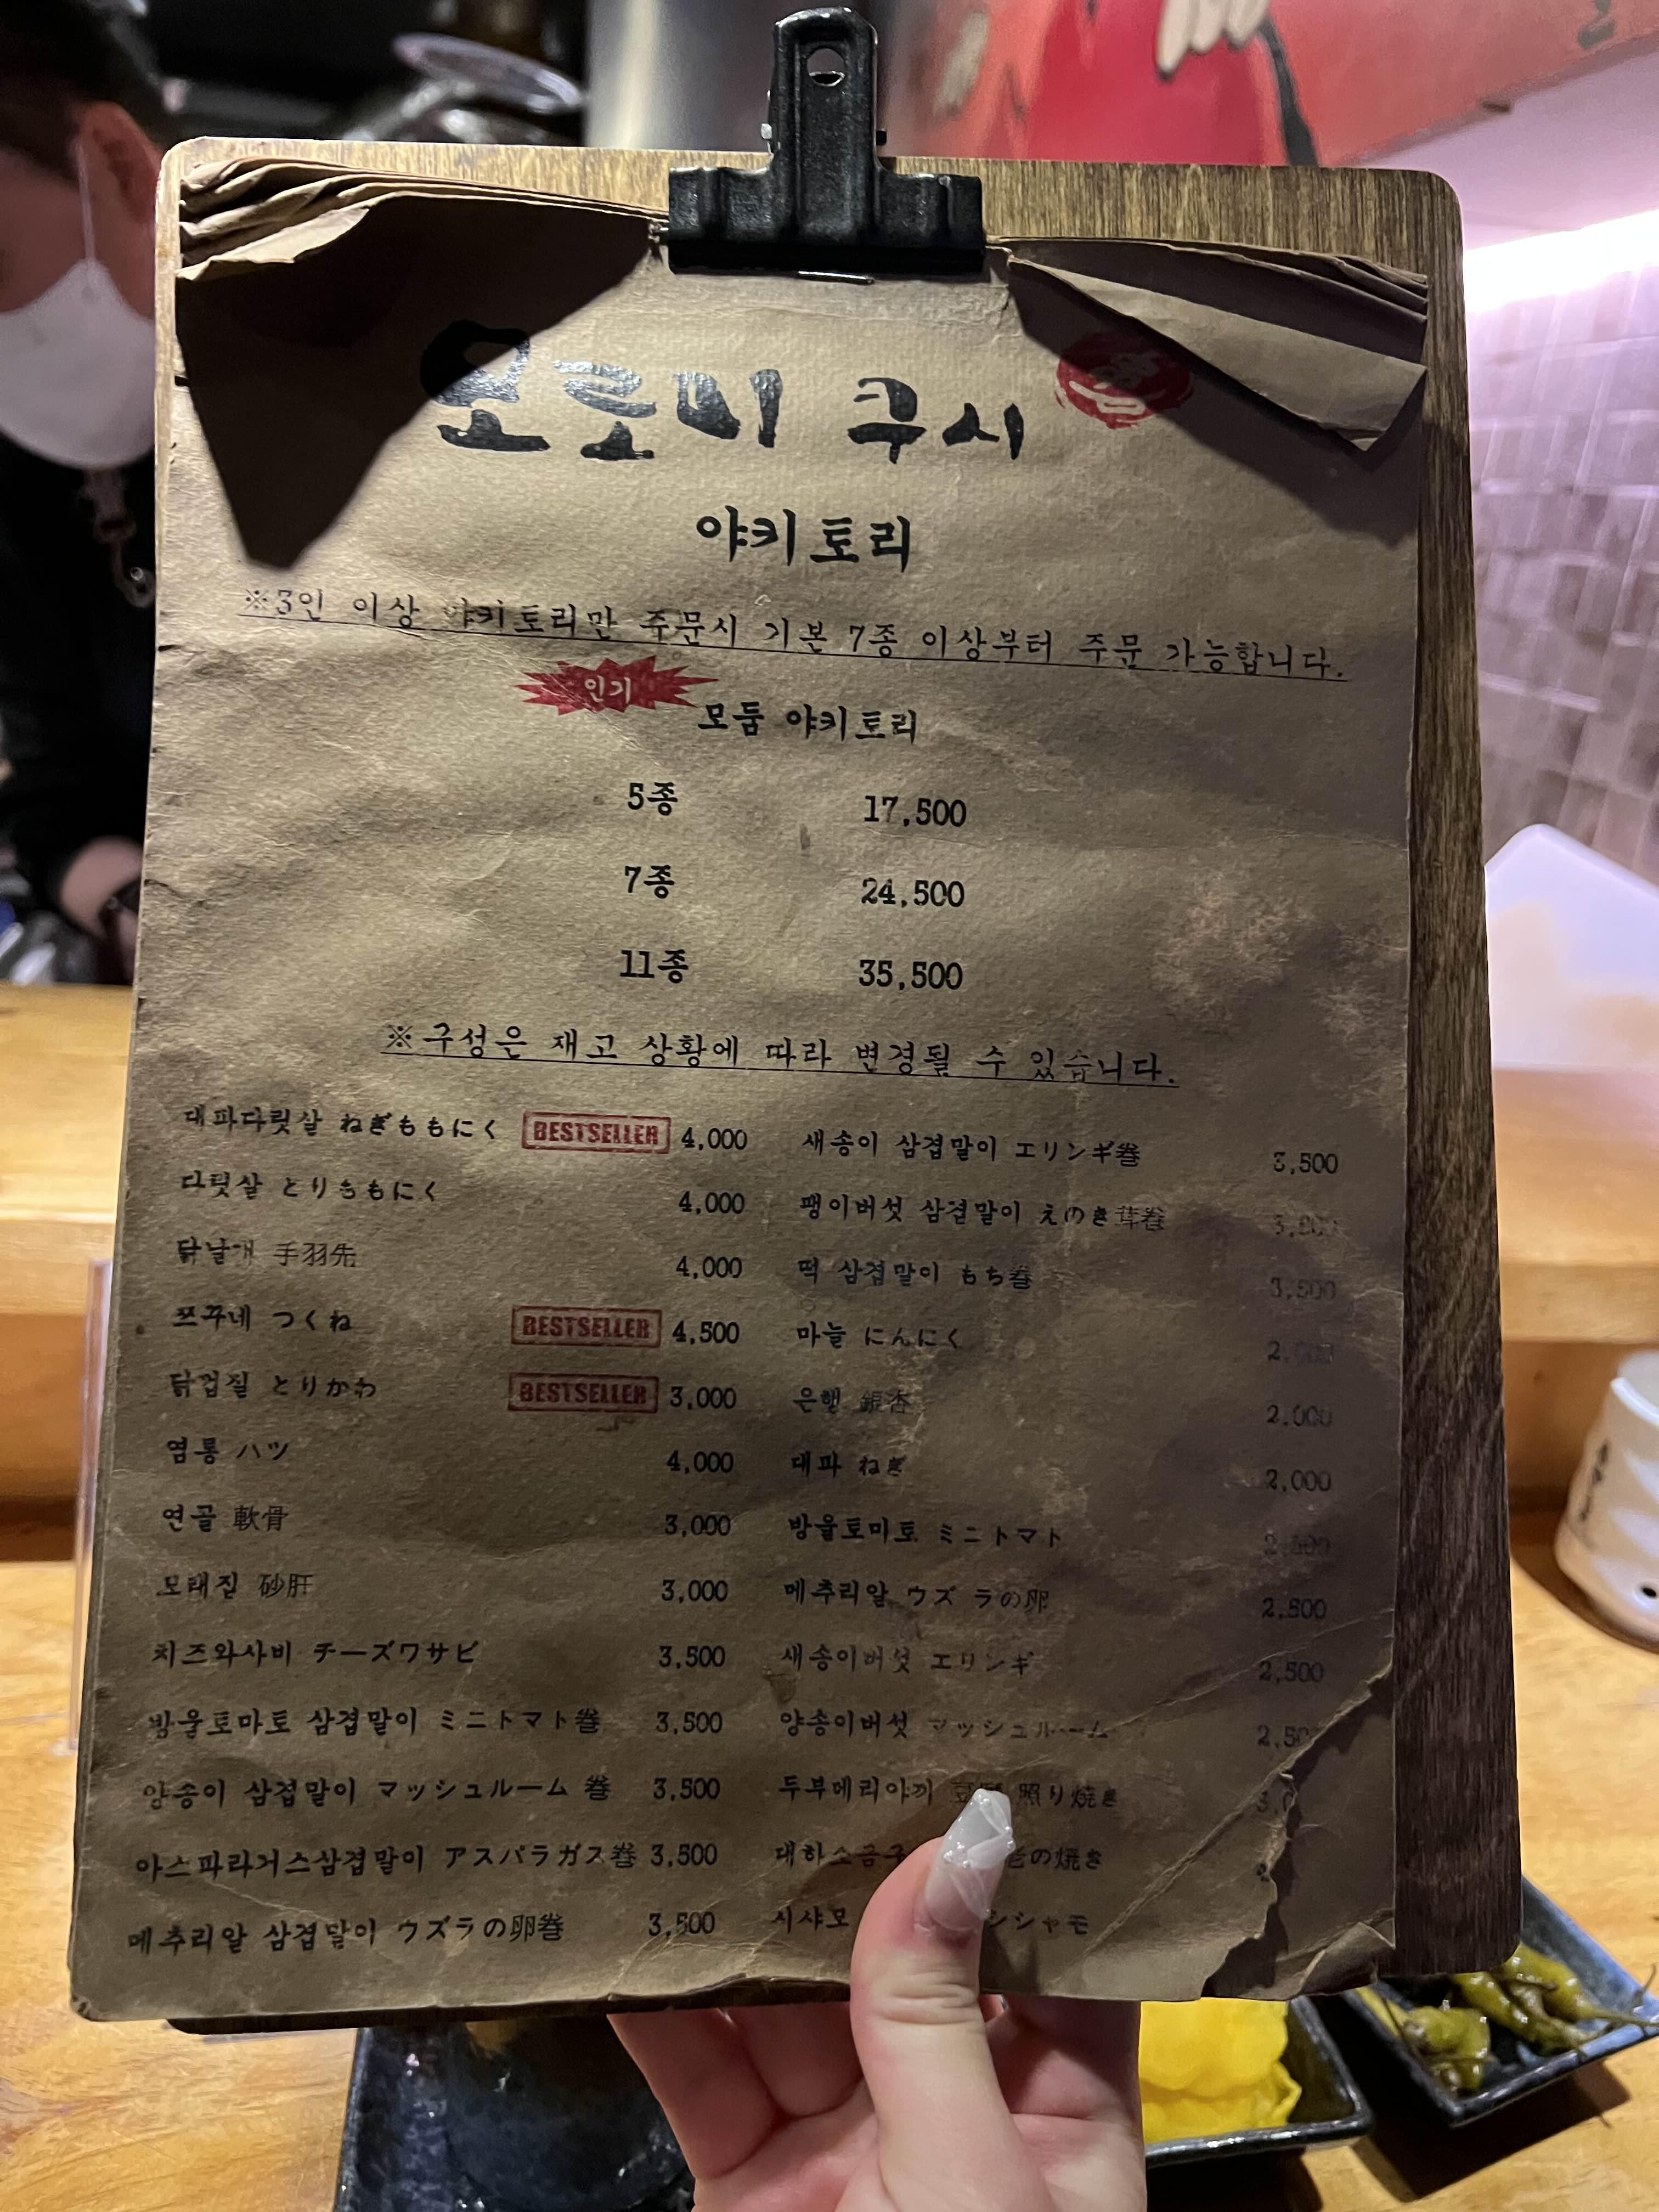 오로미 쿠시
야키토리
※3인 이상 야키토리만 주문시 기본 7종 이상부터 주문 가능합니다.
인기
모둠 야키토리
5종 17,500
7종 24,500
11종 35,500
※구성은 재고 상황에 따라 변경될 수 있습니다.
대파다릿살 ねぎももにく BESTSELLER 4,000
다릿살 とりももにく 4,000
닭날개 手羽先 4,000
쯔꾸네 つくね BESTSELLER 4,500
닭껍질 とりかわ BESTSELLER 3,000
염통 ハツ 4,000
연골 軟骨 3,000
모래집 砂肝 3,000
치즈와사비 チーズワサビ 3,500
방울토마토 삼겹말이 ミニトマト巻 3,500
양송이 삼겹말이 マッシュルーム 巻 3,500
아스파라거스삼겹말이 アスパラガス巻 3,500
메추리알 삼겹말이 ウズラの卵巻 3,500
새송이 삼겹말이 エリンギ巻 3,500
팽이버섯 삼겹말이 えのき茸巻
떡 삼겹말이 もち巻 3,500
마늘 にんにく
은행 銀杏 2,000
대파 ねぎ 2,000
방울토마토 ミニトマト 2,500
메추리알 ウズ ラの卵 2,500
새송이버섯 エリンギ 2,500
양송이버섯 マッシュルーム
두부데리야끼 照り焼き
대하소금구 の焼き
시샤모 シシャモ